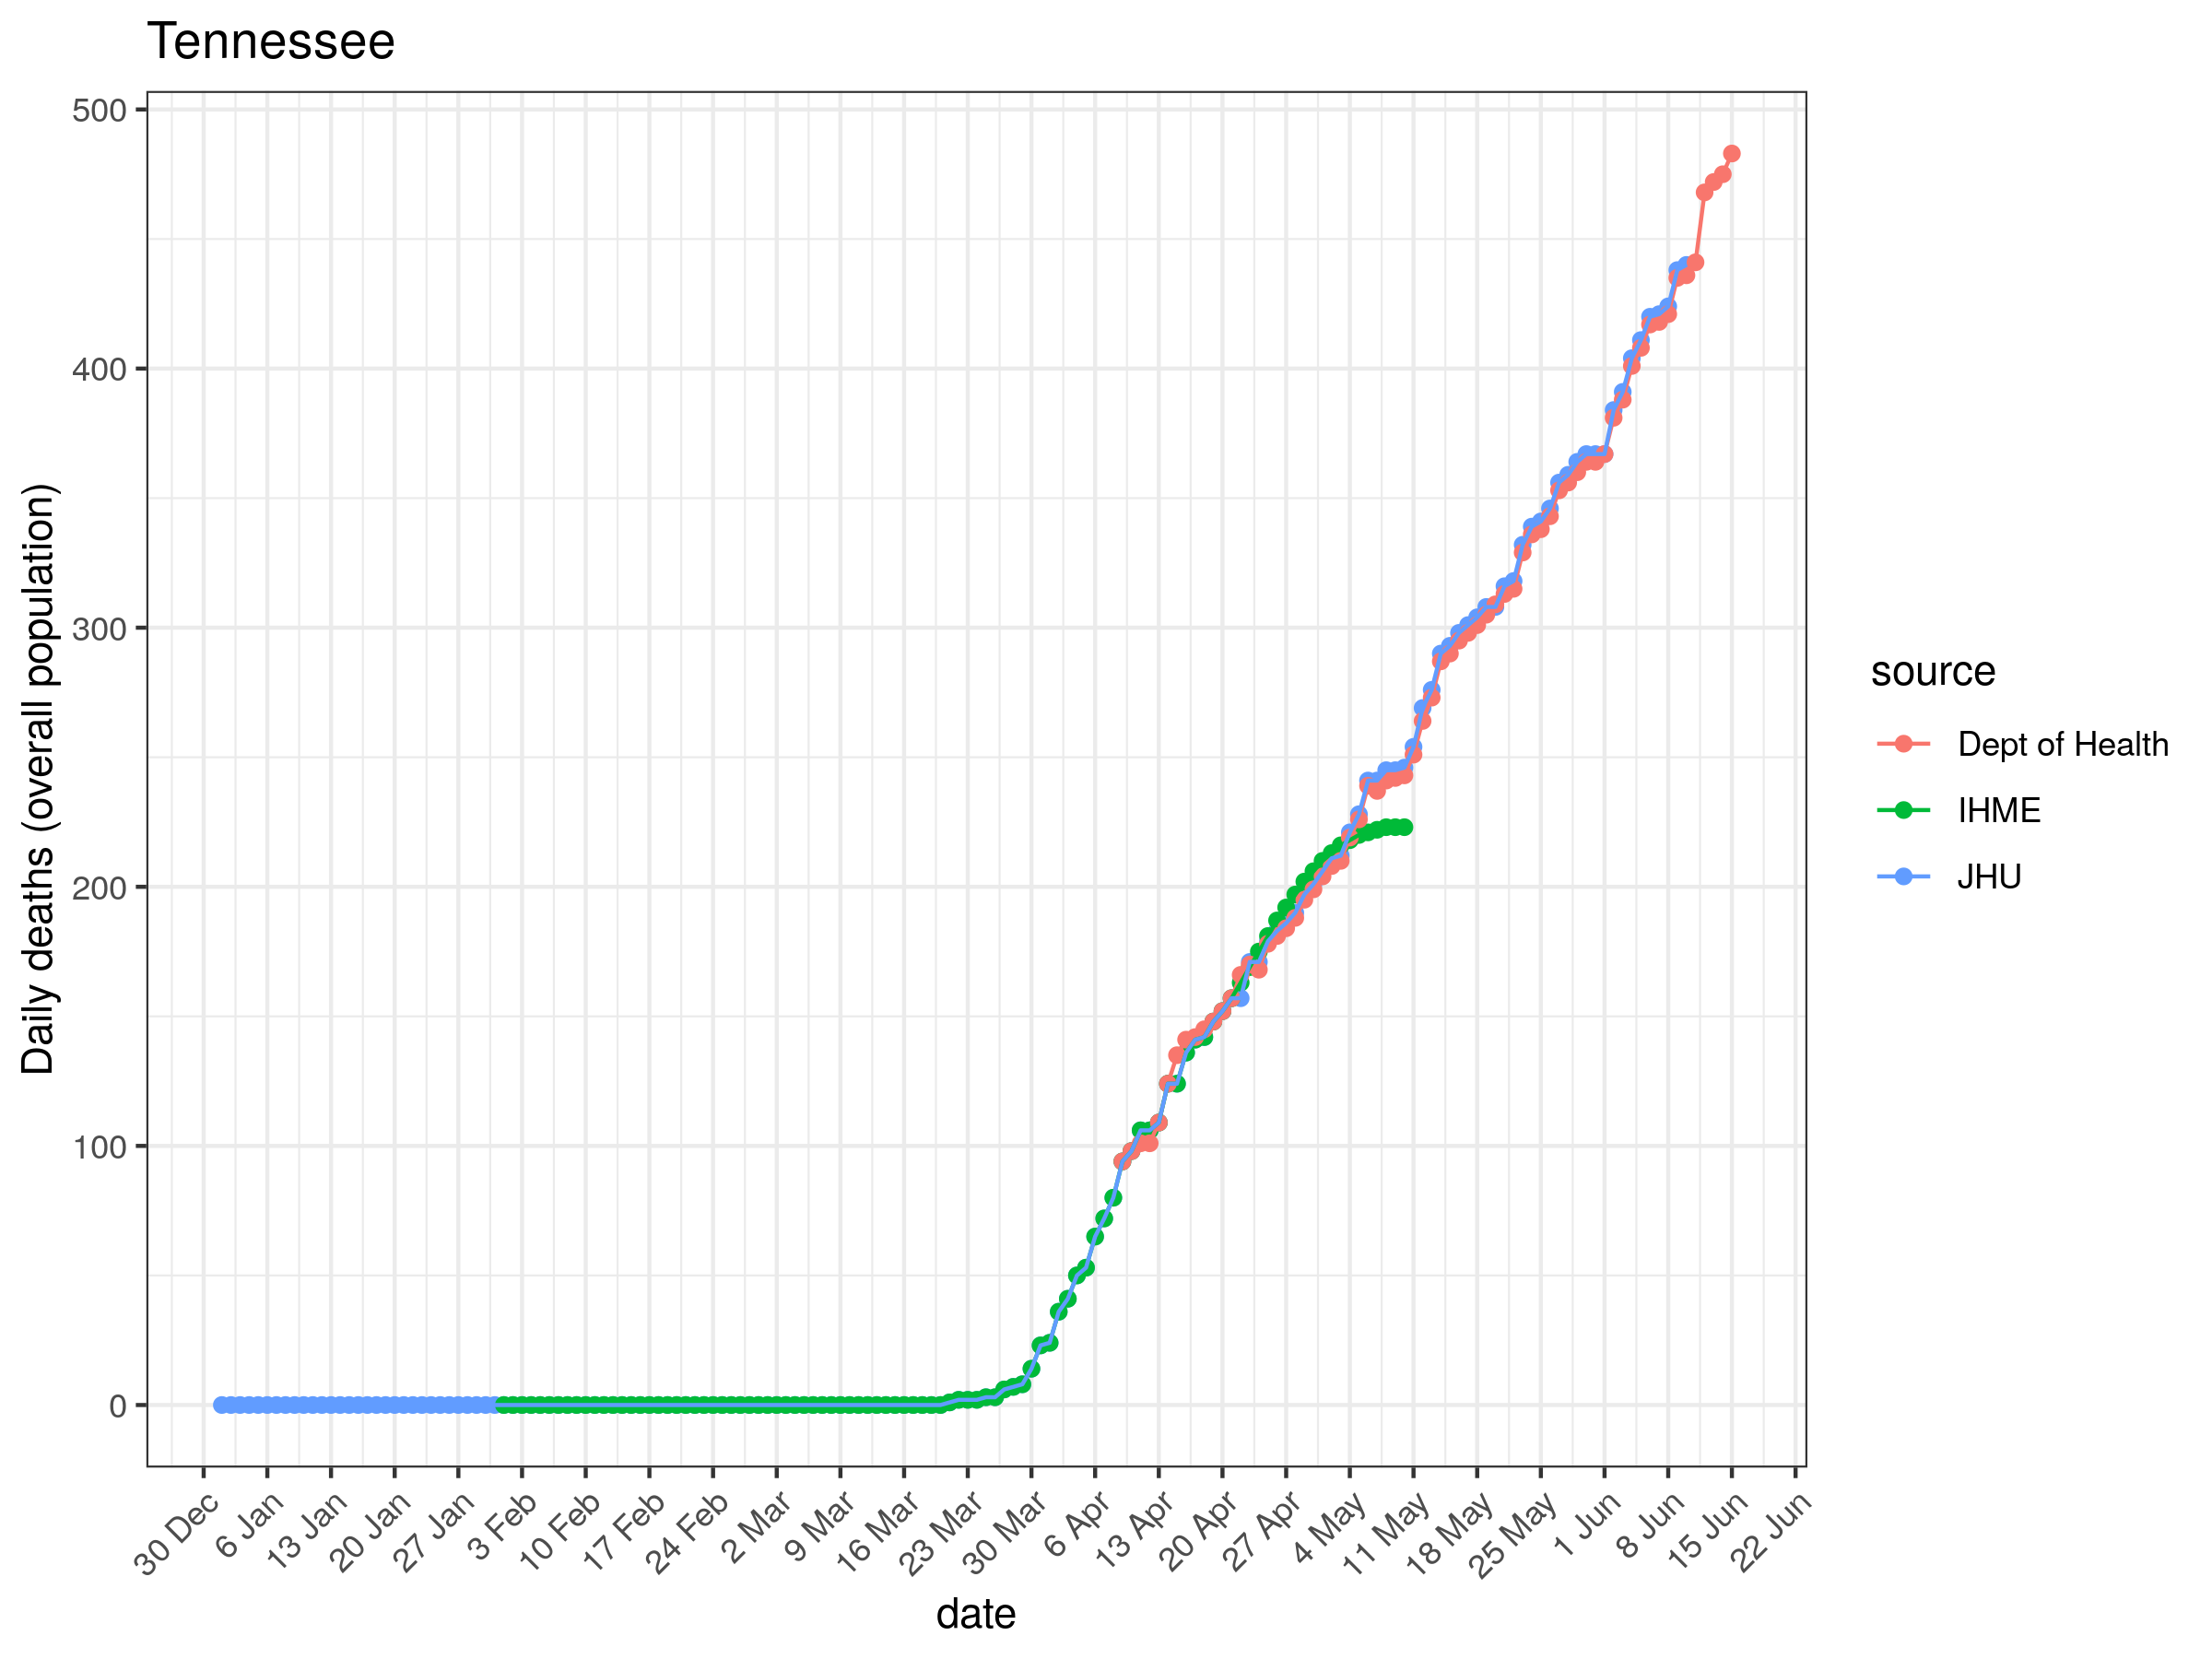 Tennessee
500
400
300
200
100
0
Daily deaths (overall population)
30 Dec
6 Jan
13 Jan
20 Jan
27 Jan
3 Feb
10 Feb
17 Feb
24 Feb
2 Mar
9 Mar
16 Mar
23 Mar
30 Mar
6 Apr
13 Apr
20 Apr
27 Apr
4 May
11 May
18 May
25 May
1 Jun
8 Jun
15 Jun
22 Jun
date
source
Dept of Health
IHME
JHU